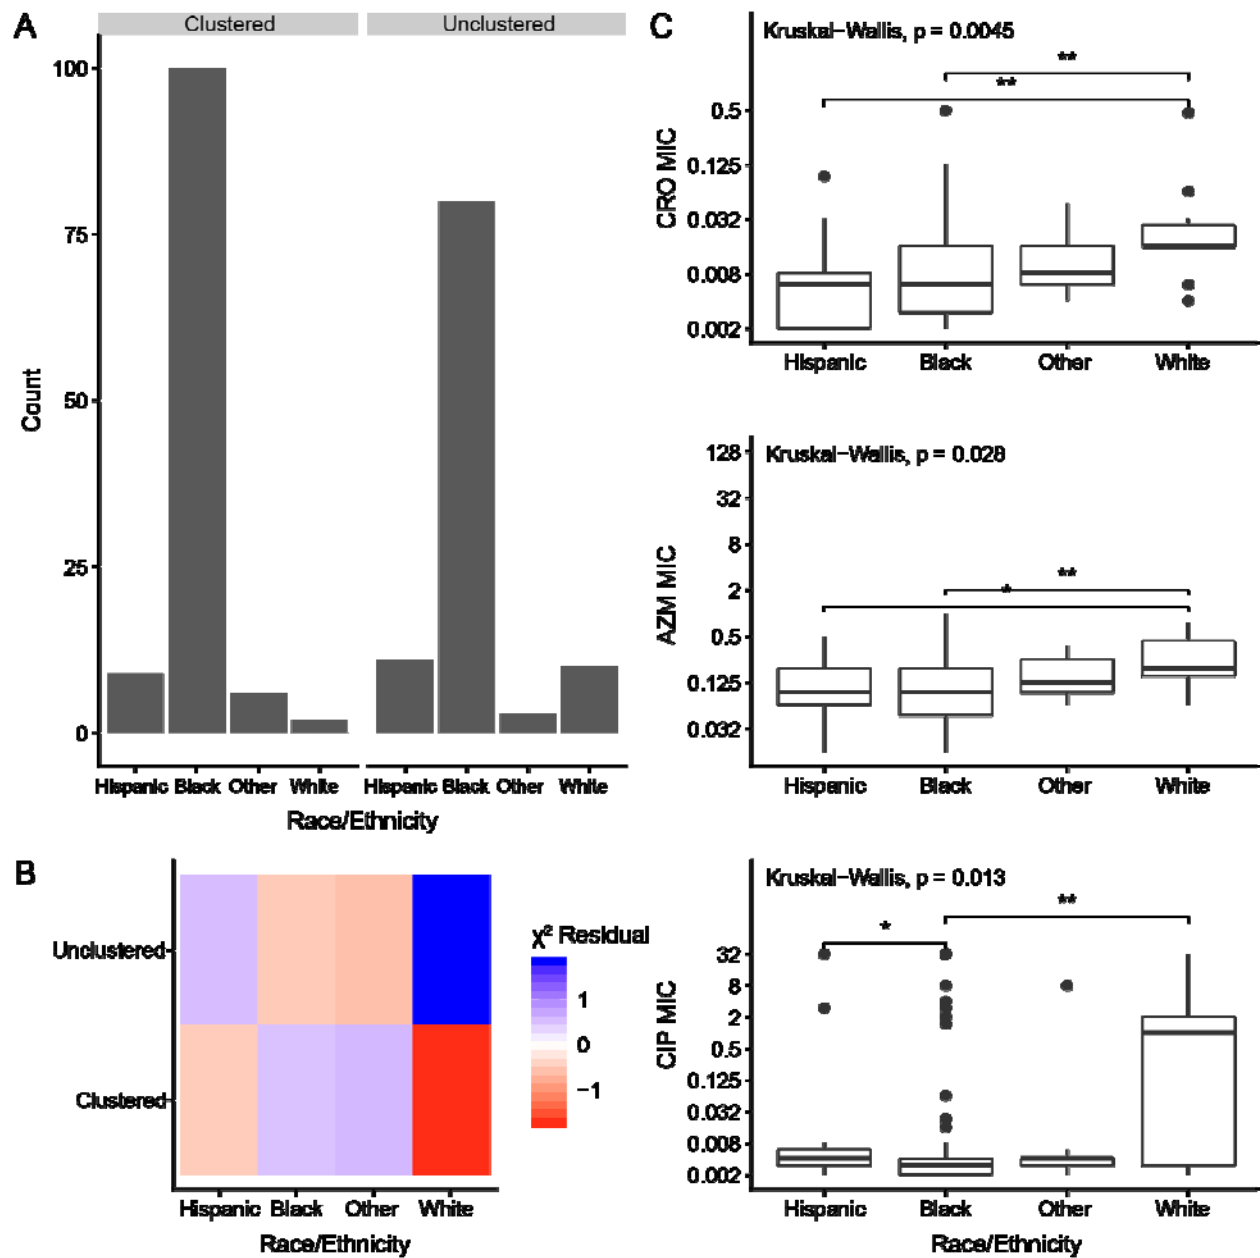 A
Clustered
Unclustered
100
75
50
25
0
Count
Hispanic Black Other White
Hispanic Black Other White
Race/Ethnicity
B
Unclustered
Clustered
Hispanic Black Other White
Race/Ethnicity
χ² Residual
1
0
−1
C
Kruskal−Wallis, p = 0.0045
**
**
0.5
0.125
0.032
0.008
0.002
CRO MIC
Hispanic Black Other White
Kruskal−Wallis, p = 0.028
128
32
8
2
0.5
0.125
0.032
**
*
AZM MIC
Hispanic Black Other White
Kruskal−Wallis, p = 0.013
**
*
32
8
2
0.5
0.125
0.032
0.008
0.002
CIP MIC
Hispanic Black Other White
Race/Ethnicity